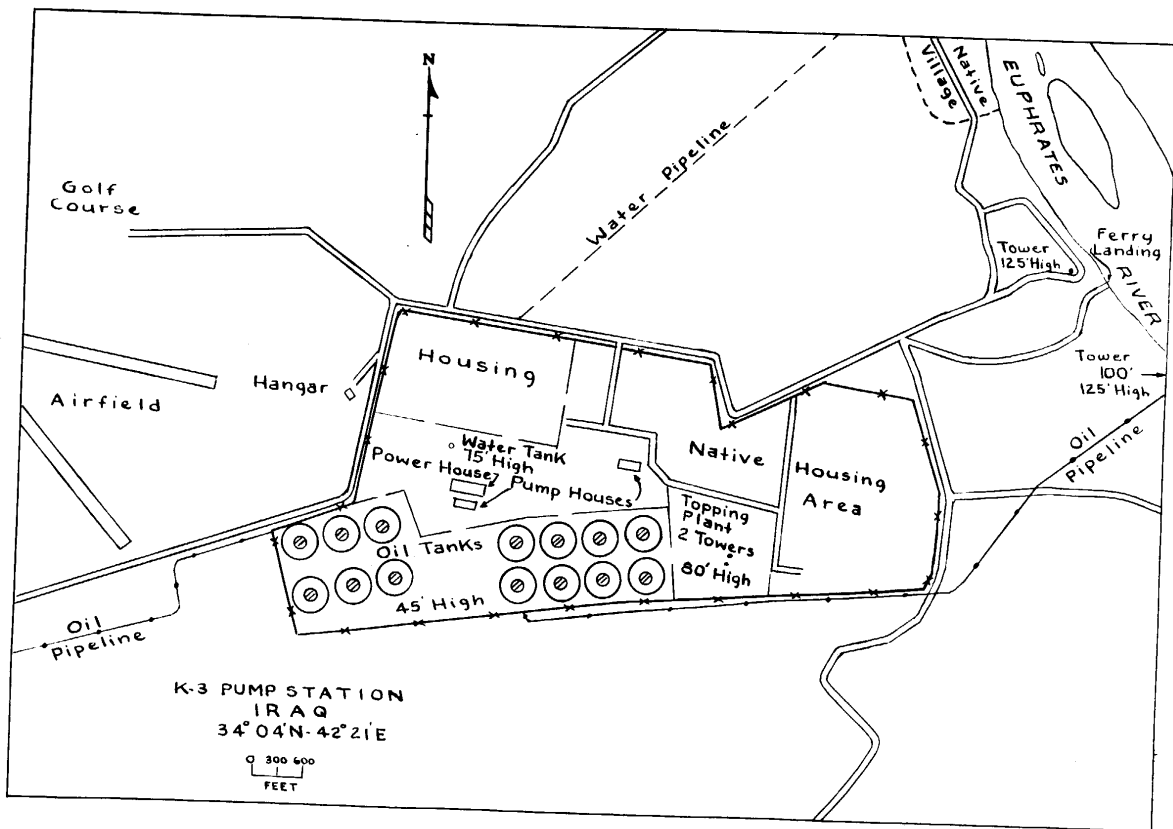 N
Village
Native
EUPHRATES
RIVER
Water Pipeline
Golf
Course
Ferry
Landing
Tower
125' High
Tower
100'
125' High
Housing
Hangar
Airfield
Water Tank
75' High
Power House
Pump Houses
Native
Housing
Area
Oil
Pipeline
Topping
Plant
2 Towers
80' High
Oil Tanks
45' High
Oil
Pipeline
K-3 PUMP STATION
IRAQ
34° 04'N-42° 21'E
0 300 600
FEET